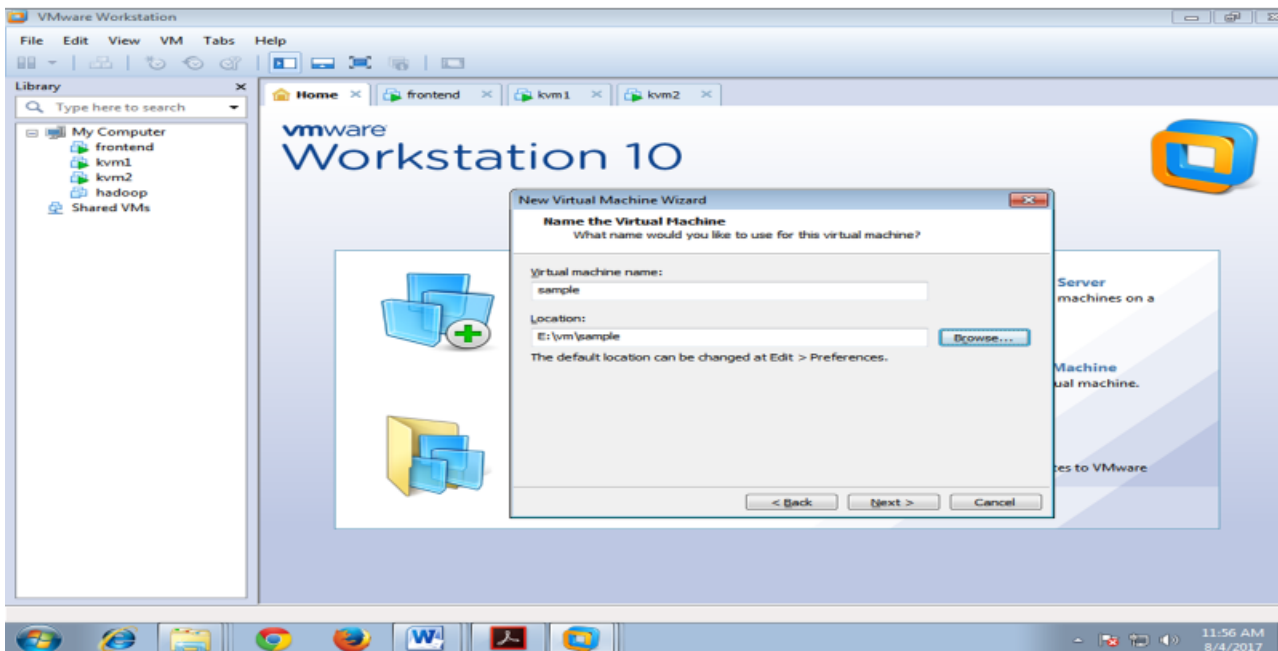 VMware Workstation
File Edit View VM Tabs Help
Library
Type here to search
My Computer
frontend
kvm1
kvm2
hadoop
Shared VMs
Home
frontend
kvm1
kvm2
vmware
Workstation 10
New Virtual Machine Wizard
Name the Virtual Machine
What name would you like to use for this virtual machine?
Virtual machine name:
sample
Location:
E:\vm\sample
Browse...
The default location can be changed at Edit > Preferences.
< Back
Next >
Cancel
Server
machines on a
Machine
ual machine.
es to VMware
11:56 AM
8/4/2017